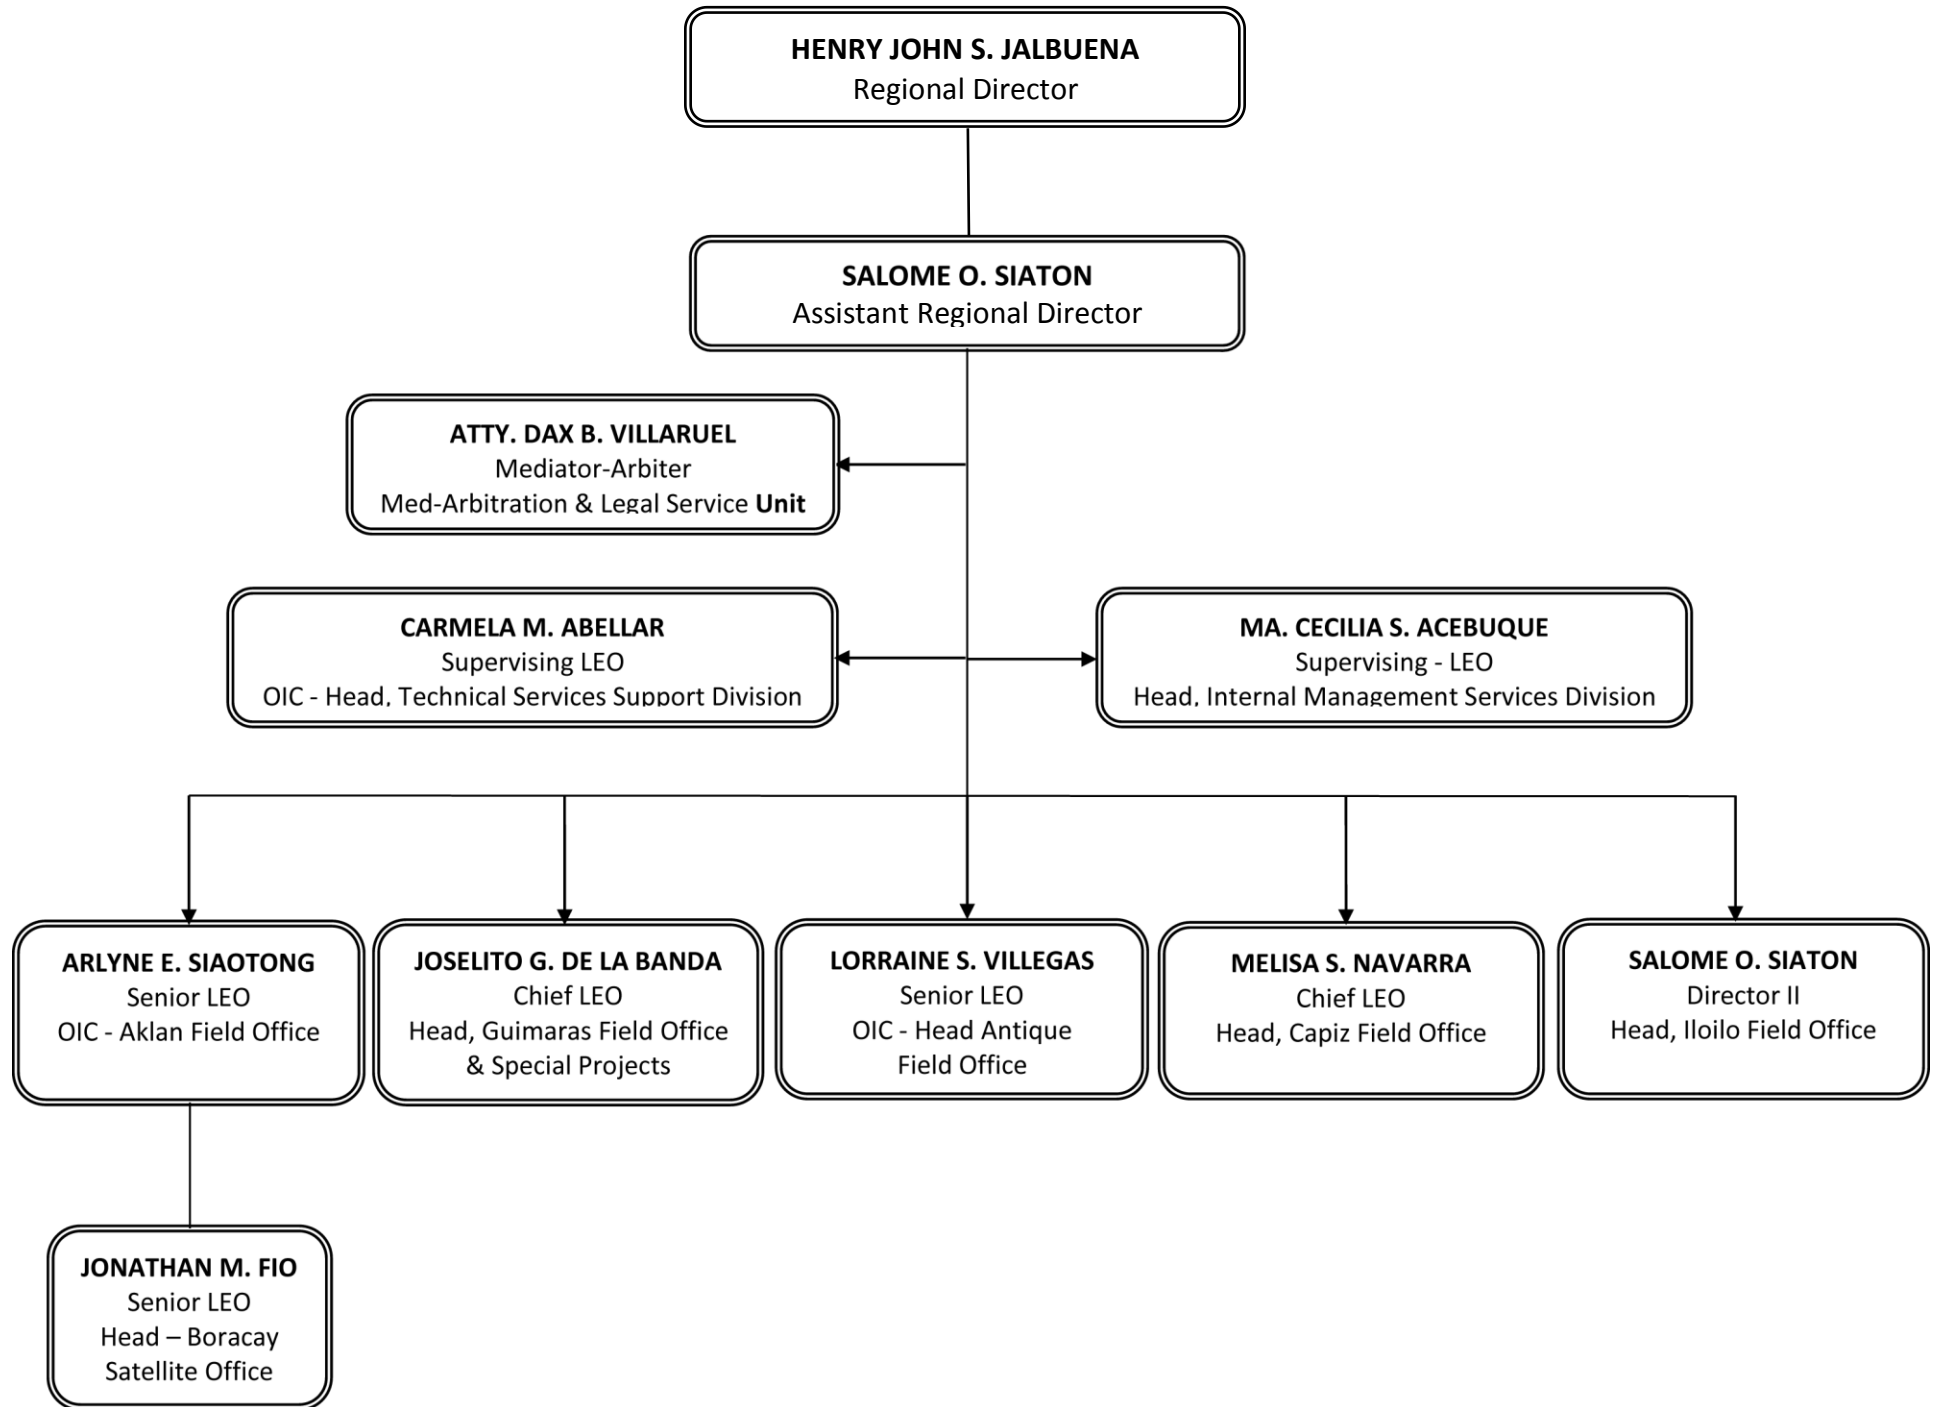 HENRY JOHN S. JALBUENA
Regional Director
SALOME O. SIATON
Assistant Regional Director
ATTY. DAX B. VILLARUEL
Mediator-Arbiter
Med-Arbitration & Legal Service Unit
CARMELA M. ABELLAR
Supervising LEO
OIC - Head, Technical Services Support Division
MA. CECILIA S. ACEBUQUE
Supervising - LEO
Head, Internal Management Services Division
ARLYNE E. SIAOTONG
Senior LEO
OIC - Aklan Field Office
JOSELITO G. DE LA BANDA
Chief LEO
Head, Guimaras Field Office
& Special Projects
LORRAINE S. VILLEGAS
Senior LEO
OIC - Head Antique
Field Office
MELISA S. NAVARRA
Chief LEO
Head, Capiz Field Office
SALOME O. SIATON
Director II
Head, Iloilo Field Office
JONATHAN M. FIO
Senior LEO
Head – Boracay
Satellite Office